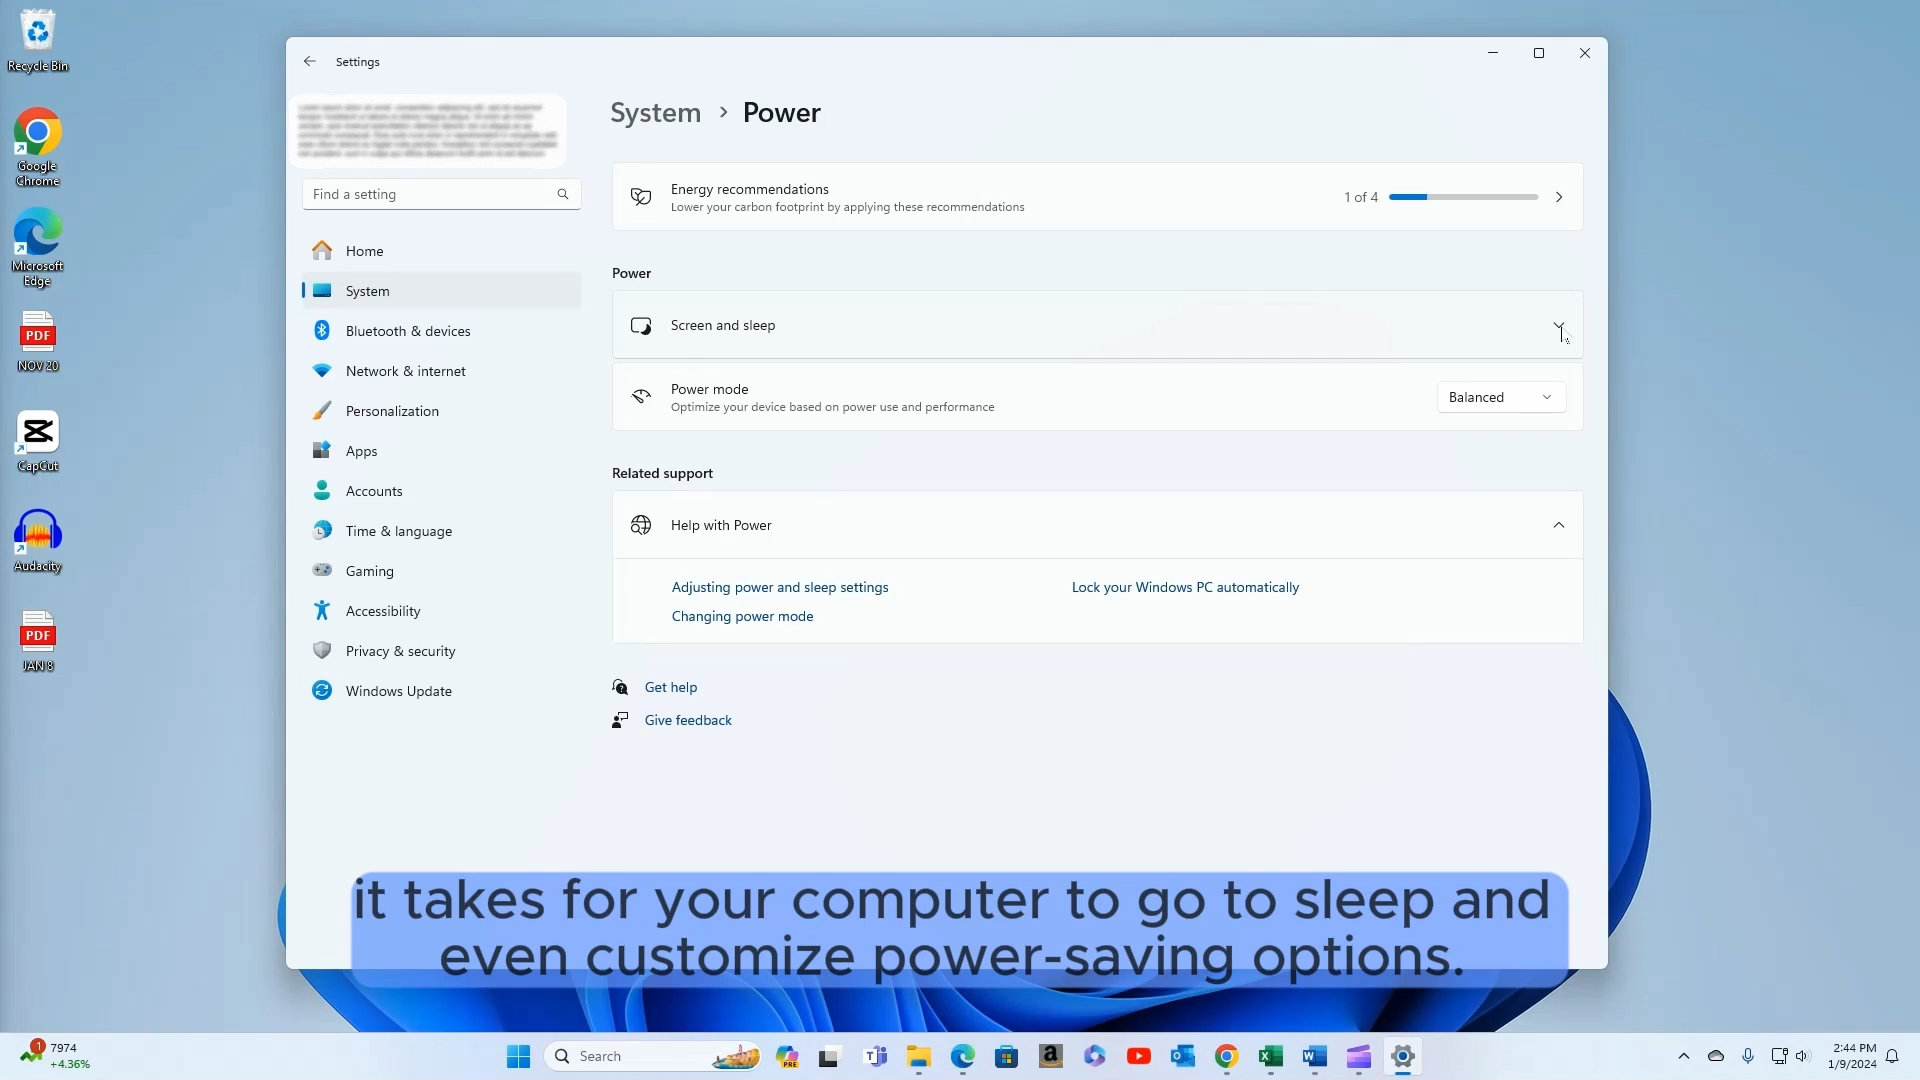 Recycle Bin
Google
Chrome
Microsoft
Edge
PDF
NOV 20
CapCut
Audacity
PDF
JAN 8
Settings
Find a setting
Home
System
Bluetooth & devices
Network & internet
Personalization
Apps
Accounts
Time & language
Gaming
Accessibility
Privacy & security
Windows Update
System > Power
Energy recommendations
Lower your carbon footprint by applying these recommendations
1 of 4
Power
Screen and sleep
Power mode
Optimize your device based on power use and performance
Balanced
Related support
Help with Power
Adjusting power and sleep settings
Lock your Windows PC automatically
Changing power mode
Get help
Give feedback
it takes for your computer to go to sleep and
even customize power-saving options.
1
7974
+4.36%
Search
PRE
a
2:44 PM
1/9/2024